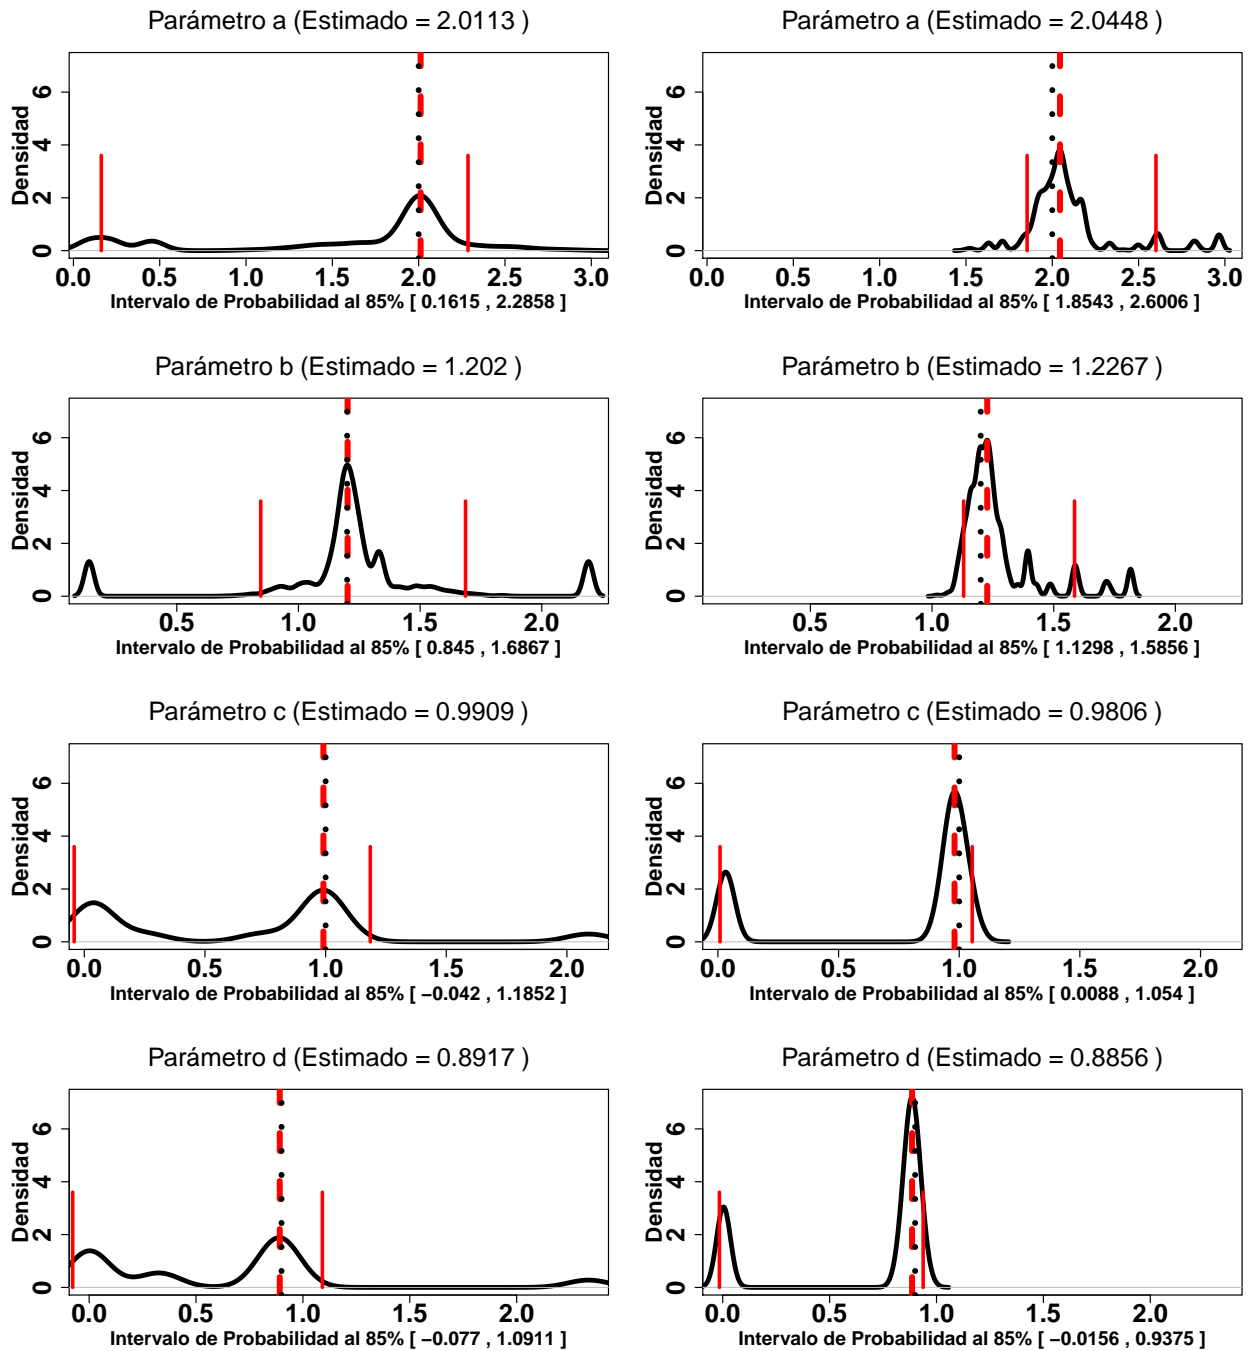 Parámetro a (Estimado = 2.0113 )
Densidad
0 2 4 6
0.0 0.5 1.0 1.5 2.0 2.5 3.0
Intervalo de Probabilidad al 85% [ 0.1615 , 2.2858 ]
Parámetro a (Estimado = 2.0448 )
Densidad
0 2 4 6
0.0 0.5 1.0 1.5 2.0 2.5 3.0
Intervalo de Probabilidad al 85% [ 1.8543 , 2.6006 ]
Parámetro b (Estimado = 1.202 )
Densidad
0 2 4 6
0.5 1.0 1.5 2.0
Intervalo de Probabilidad al 85% [ 0.845 , 1.6867 ]
Parámetro b (Estimado = 1.2267 )
Densidad
0 2 4 6
0.5 1.0 1.5 2.0
Intervalo de Probabilidad al 85% [ 1.1298 , 1.5856 ]
Parámetro c (Estimado = 0.9909 )
Densidad
0 2 4 6
0.0 0.5 1.0 1.5 2.0
Intervalo de Probabilidad al 85% [ −0.042 , 1.1852 ]
Parámetro c (Estimado = 0.9806 )
Densidad
0 2 4 6
0.0 0.5 1.0 1.5 2.0
Intervalo de Probabilidad al 85% [ 0.0088 , 1.054 ]
Parámetro d (Estimado = 0.8917 )
Densidad
0 2 4 6
0.0 0.5 1.0 1.5 2.0
Intervalo de Probabilidad al 85% [ −0.077 , 1.0911 ]
Parámetro d (Estimado = 0.8856 )
Densidad
0 2 4 6
0.0 0.5 1.0 1.5 2.0
Intervalo de Probabilidad al 85% [ −0.0156 , 0.9375 ]